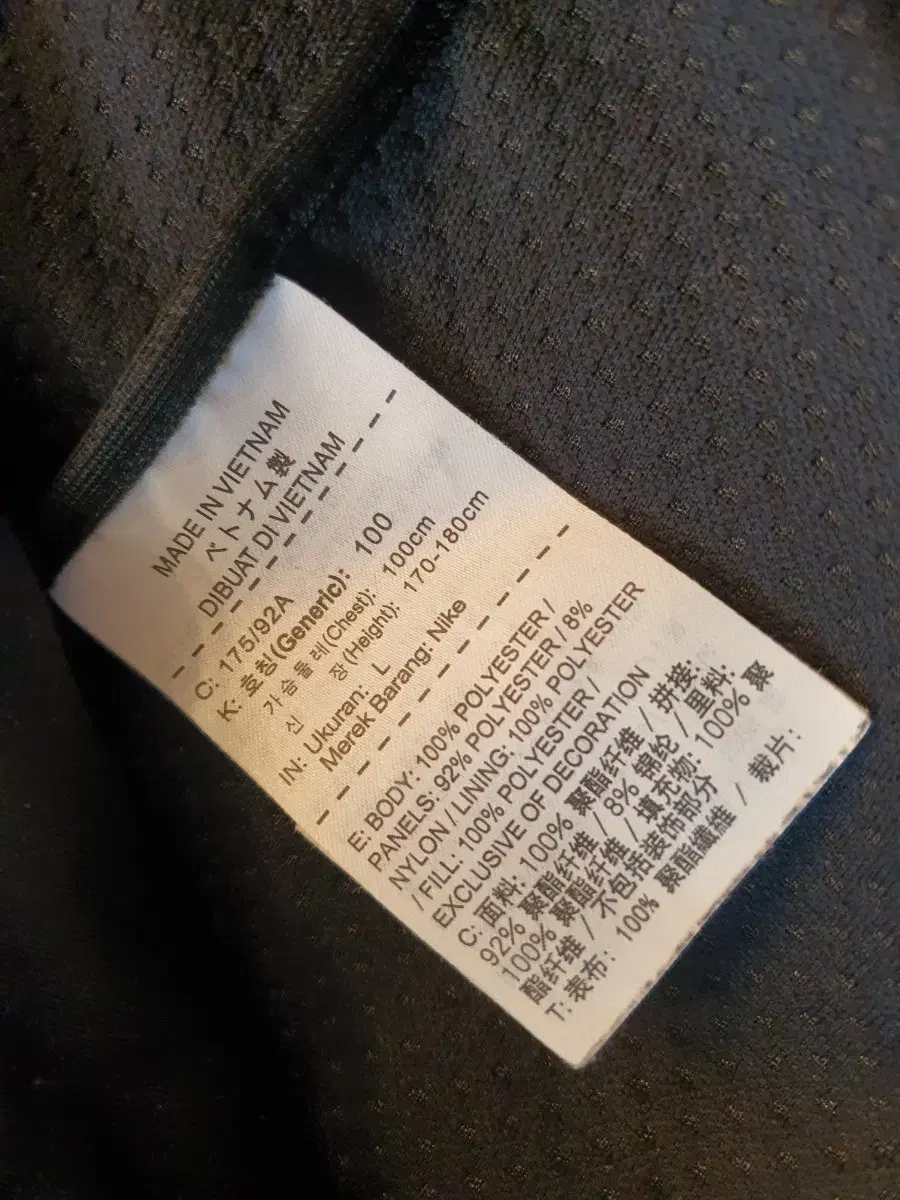 MADE IN VIETNAM
ベトナム製
DIBUAT DI VIETNAM
C: 175/92A
K: 호칭(Generic): 100
가슴둘레(Chest): 100cm
신 장(Height): 170-180cm
IN: Ukuran: L
Merek Barang: Nike
E: BODY: 100% POLYESTER /
PANELS: 92% POLYESTER / 8%
NYLON / LINING: 100% POLYESTER
/ FILL: 100% POLYESTER /
EXCLUSIVE OF DECORATION
C: 面料: 100% 聚酯纤维 / 拼接:
92% 聚酯纤维 / 8% 锦纶 / 里料:
100% 聚酯纤维 / 填充物: 100% 聚
酯纤维 / 不包括装饰部分
T: 表布: 100% 聚酯纖維 / 裁片: